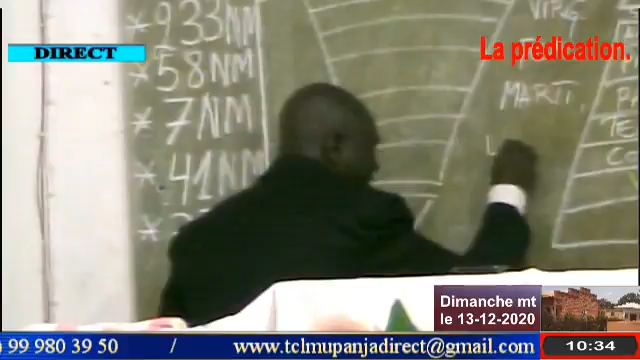 DIRECT
La prédication.
*933NM
*58NM
*7NM
*41NM
MARTI.
Dimanche mt
le 13-12-2020
10:34
) 99 980 39 50 / www.tclmupanjadirect@gmail.com